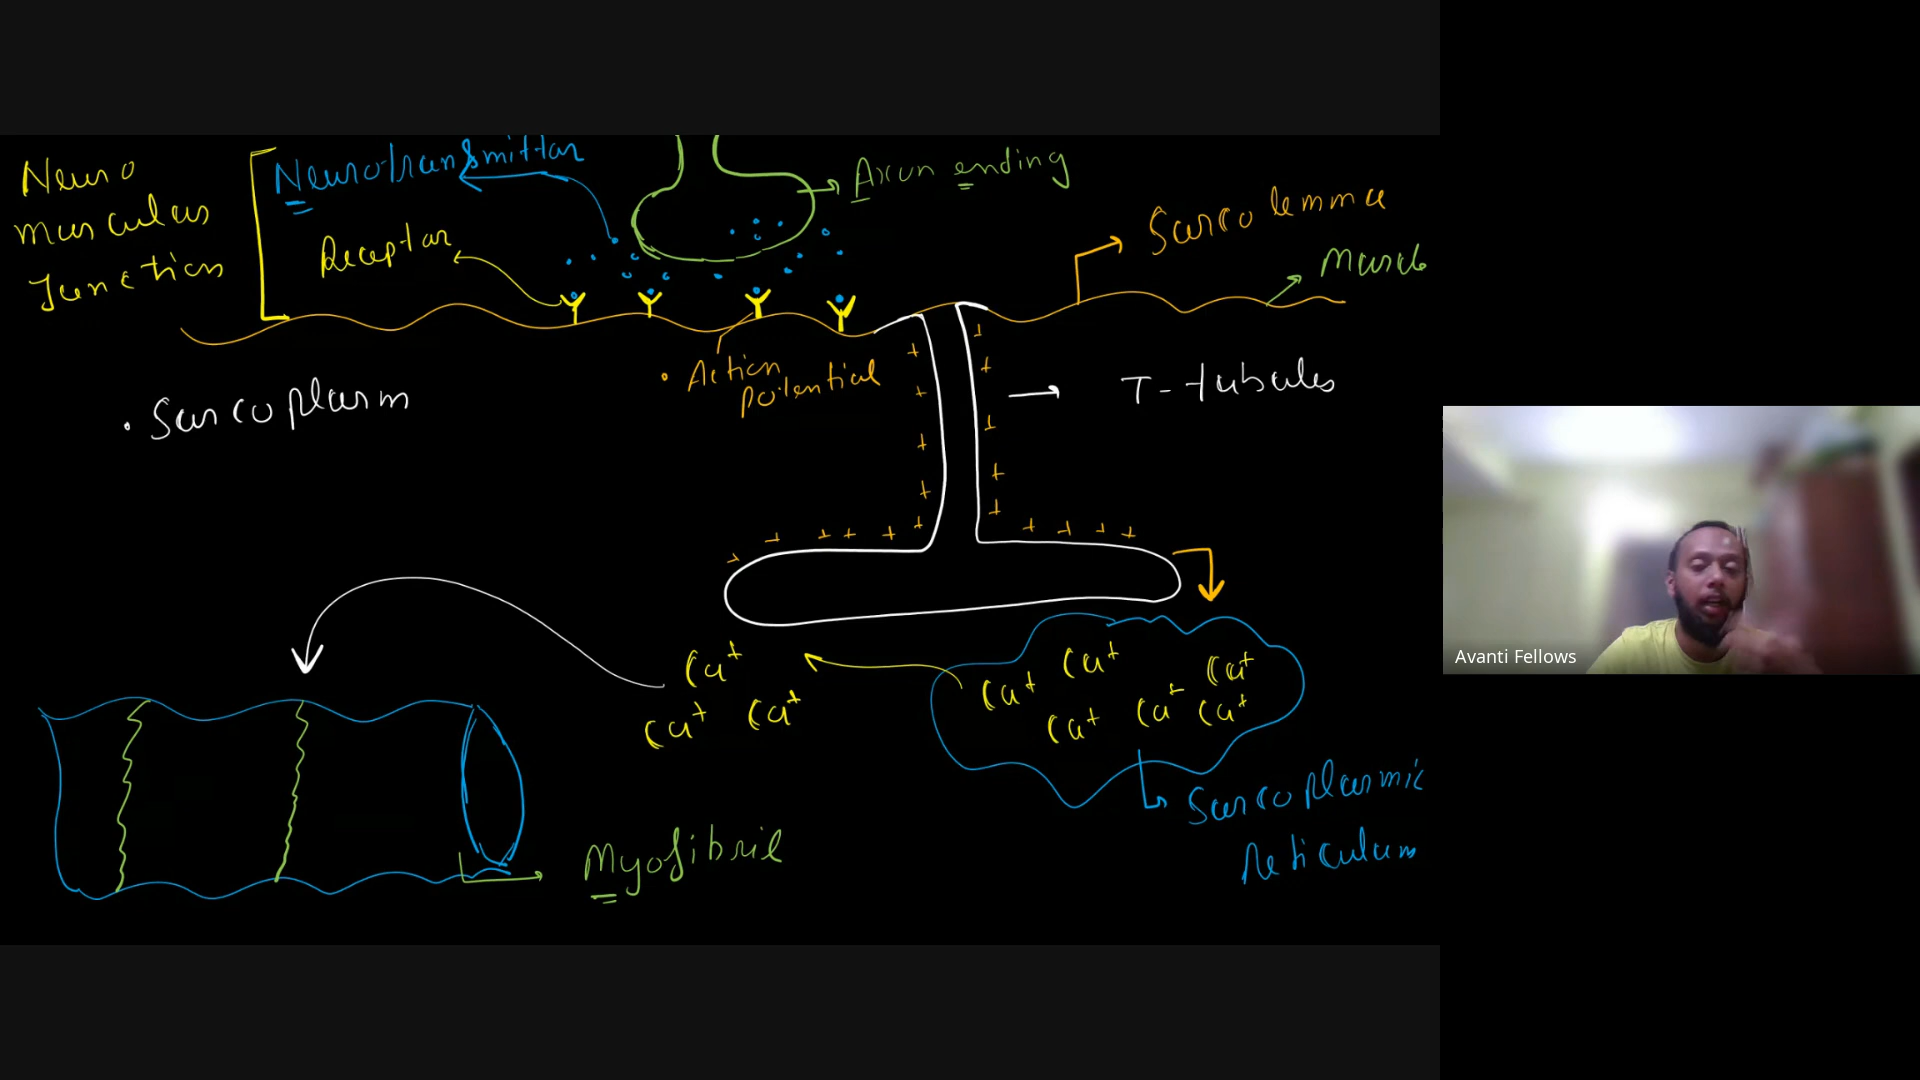 Neuro
muscular
Junction
Neurotransmitter
Receptor
Axon ending
Sarcolemma
Muscle
• Action
potential
• Sarcoplasm
T-tubules
Ca+
Ca+ Ca+
Ca+ Ca+ Ca+
Ca+ Ca+ Ca+
Sarcoplasmic
reticulum
Myofibril
Avanti Fellows